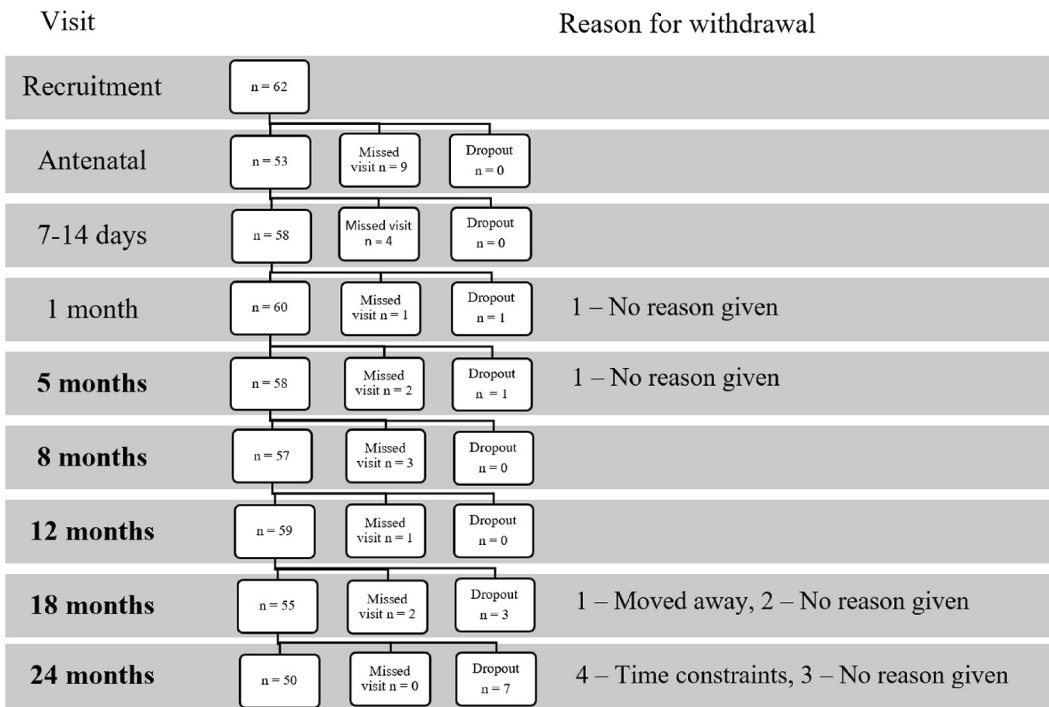 Visit
Reason for withdrawal
Recruitment
n = 62
Antenatal
n = 53
Missed
visit n = 9
Dropout
n = 0
7-14 days
n = 58
Missed visit
n = 4
Dropout
n = 0
1 month
n = 60
Missed
visit n = 1
Dropout
n = 1
1 – No reason given
5 months
n = 58
Missed
visit n = 2
Dropout
n = 1
1 – No reason given
8 months
n = 57
Missed
visit n = 3
Dropout
n = 0
12 months
n = 59
Missed
visit n = 1
Dropout
n = 0
18 months
n = 55
Missed
visit n = 2
Dropout
n = 3
1 – Moved away, 2 – No reason given
24 months
n = 50
Missed
visit n = 0
Dropout
n = 7
4 – Time constraints, 3 – No reason given